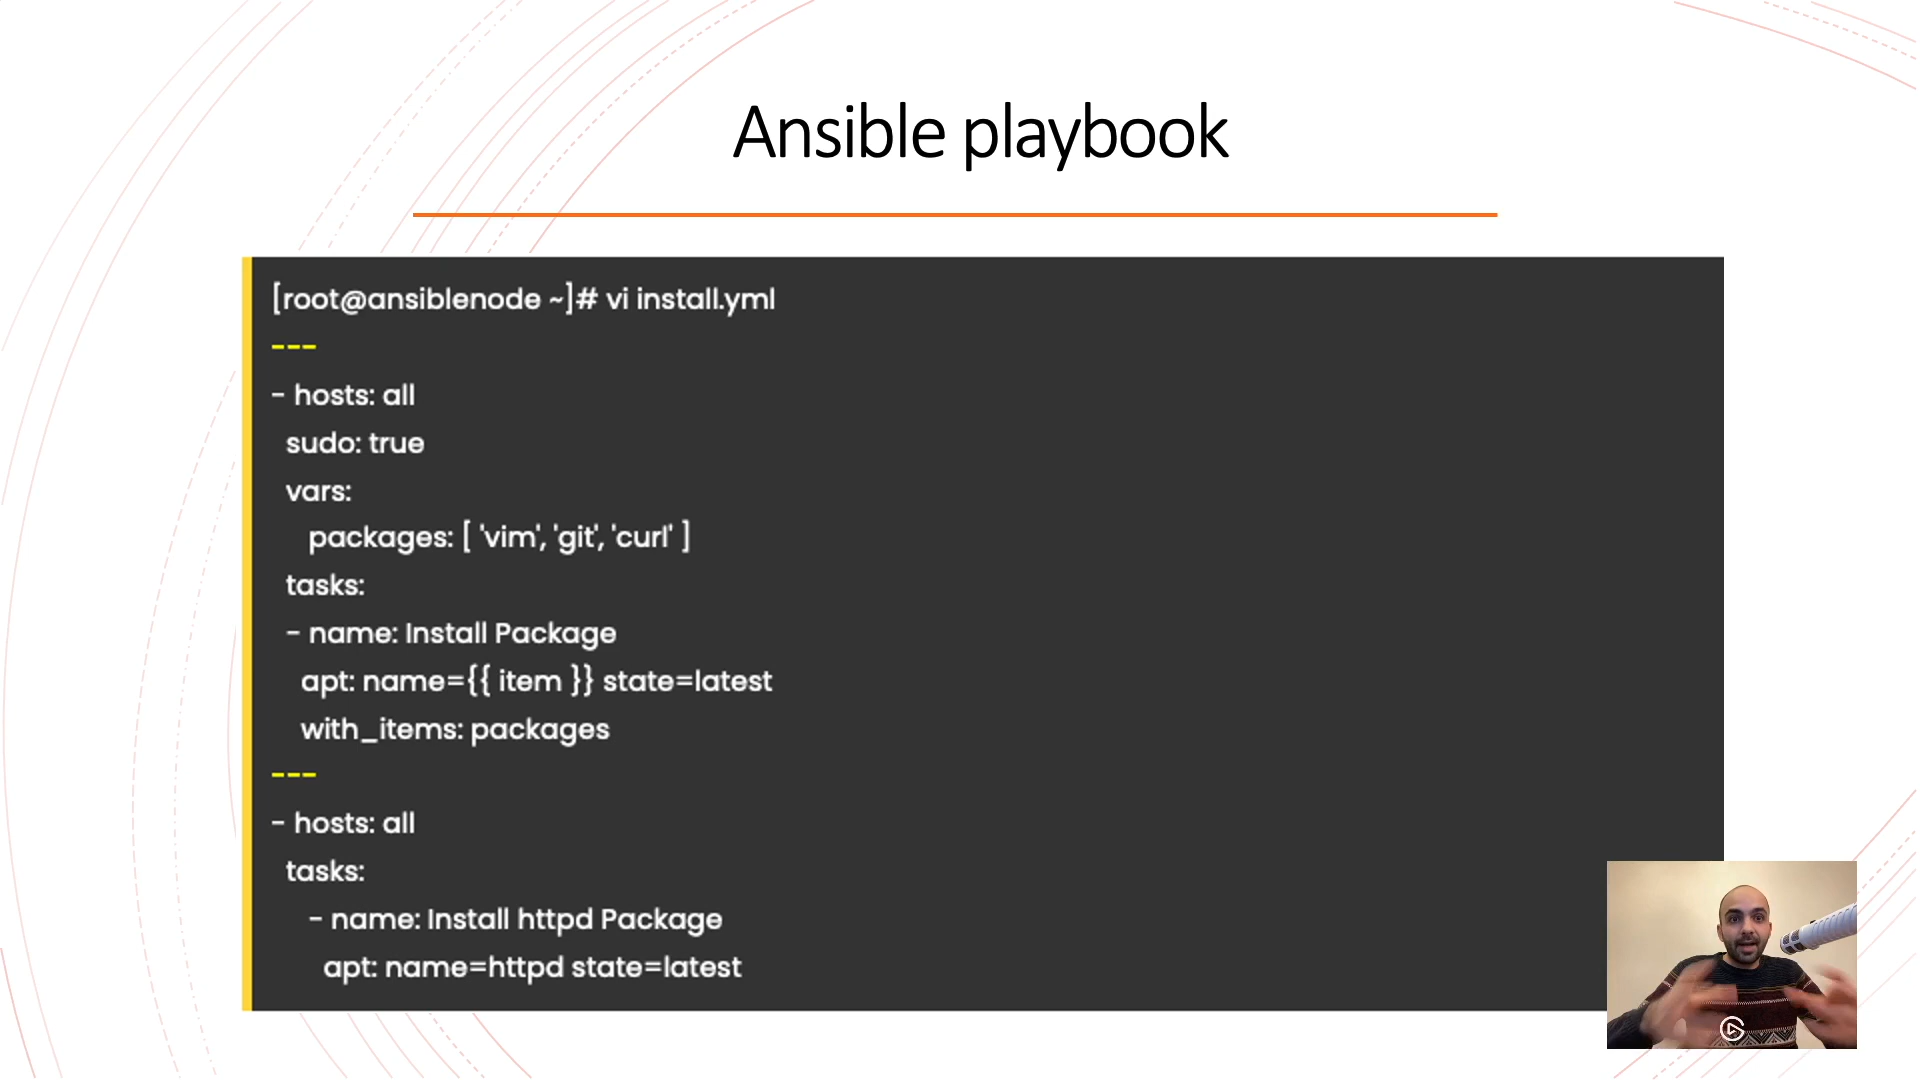 Ansible playbook
[root@ansiblenode ~]# vi install.yml
---
- hosts: all
sudo: true
vars:
packages: [ 'vim', 'git', 'curl' ]
tasks:
- name: Install Package
apt: name={{ item }} state=latest
with_items: packages
---
- hosts: all
tasks:
- name: Install httpd Package
apt: name=httpd state=latest